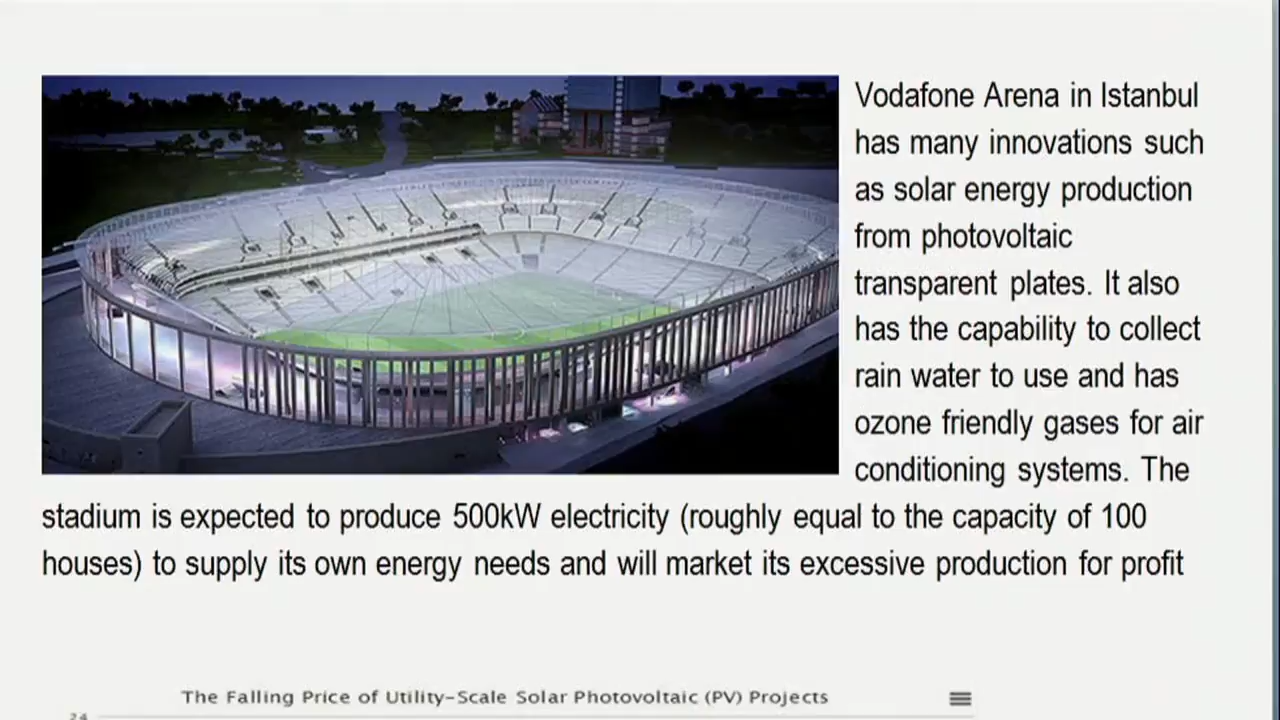 Vodafone Arena in Istanbul
has many innovations such
as solar energy production
from photovoltaic
transparent plates. It also
has the capability to collect
rain water to use and has
ozone friendly gases for air
conditioning systems. The
stadium is expected to produce 500kW electricity (roughly equal to the capacity of 100
houses) to supply its own energy needs and will market its excessive production for profit
The Falling Price of Utility-Scale Solar Photovoltaic (PV) Projects
24